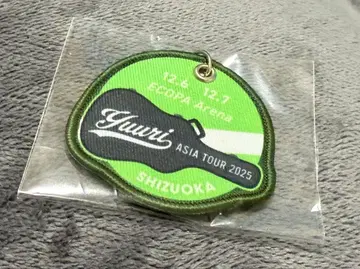 12.6 12.7
ECOPA Arena
Yuuri
ASIA TOUR 2025
SHIZUOKA